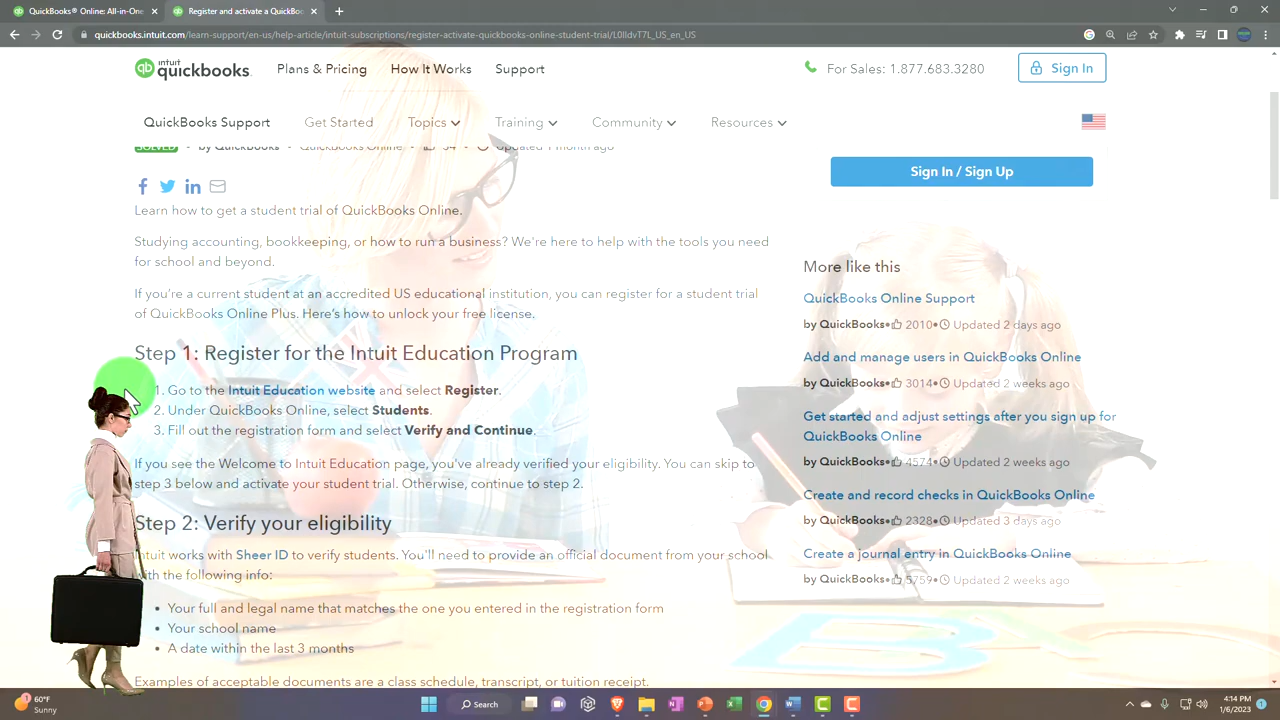 QuickBooks® Online: All-in-One
Register and activate a QuickBo
quickbooks.intuit.com/learn-support/en-us/help-article/intuit-subscriptions/register-activate-quickbooks-online-student-trial/L0lIdvT7L_US_en_US
intuit quickbooks.
Plans & Pricing
How It Works
Support
For Sales: 1.877.683.3280
Sign In
QuickBooks Support
Get Started
Topics
Training
Community
Resources
SOLVED • by QuickBooks • QuickBooks Online • 34 • Updated 1 month ago
Sign In / Sign Up
Learn how to get a student trial of QuickBooks Online.
Studying accounting, bookkeeping, or how to run a business? We're here to help with the tools you need
for school and beyond.
If you're a current student at an accredited US educational institution, you can register for a student trial
of QuickBooks Online Plus. Here's how to unlock your free license.
Step 1: Register for the Intuit Education Program
1. Go to the Intuit Education website and select Register.
2. Under QuickBooks Online, select Students.
3. Fill out the registration form and select Verify and Continue.
If you see the Welcome to Intuit Education page, you've already verified your eligibility. You can skip to
step 3 below and activate your student trial. Otherwise, continue to step 2.
Step 2: Verify your eligibility
Intuit works with Sheer ID to verify students. You'll need to provide an official document from your school
with the following info:
• Your full and legal name that matches the one you entered in the registration form
• Your school name
• A date within the last 3 months
Examples of acceptable documents are a class schedule, transcript, or tuition receipt.
More like this
QuickBooks Online Support
by QuickBooks• 2010• Updated 2 days ago
Add and manage users in QuickBooks Online
by QuickBooks• 3014• Updated 2 weeks ago
Get started and adjust settings after you sign up for
QuickBooks Online
by QuickBooks• 4574• Updated 2 weeks ago
Create and record checks in QuickBooks Online
by QuickBooks• 2328• Updated 3 days ago
Create a journal entry in QuickBooks Online
by QuickBooks• 5759• Updated 2 weeks ago
60°F
Sunny
Search
4:14 PM
1/6/2023